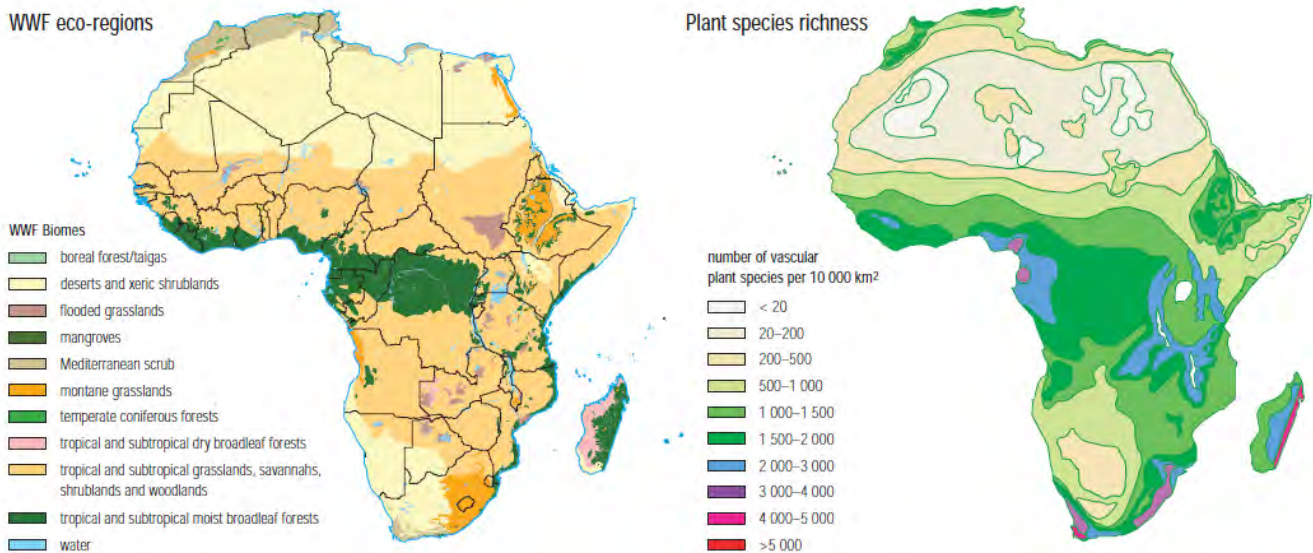 WWF eco-regions
WWF Biomes
boreal forest/taigas
deserts and xeric shrublands
flooded grasslands
mangroves
Mediterranean scrub
montane grasslands
temperate coniferous forests
tropical and subtropical dry broadleaf forests
tropical and subtropical grasslands, savannahs,
shrublands and woodlands
tropical and subtropical moist broadleaf forests
water
Plant species richness
number of vascular
plant species per 10 000 km²
< 20
20–200
200–500
500–1 000
1 000–1 500
1 500–2 000
2 000–3 000
3 000–4 000
4 000–5 000
>5 000